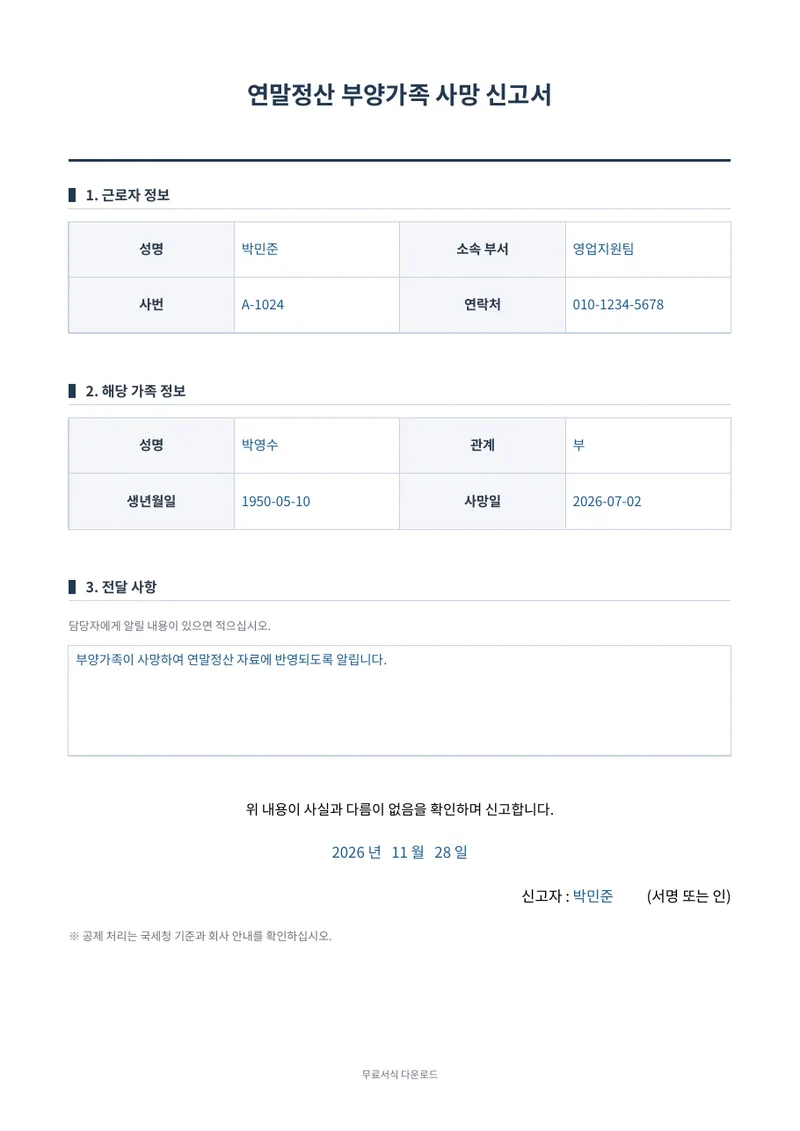 연말정산 부양가족 사망 신고서
1. 근로자 정보
성명 박민준 소속 부서 영업지원팀
사번 A-1024 연락처 010-1234-5678
2. 해당 가족 정보
성명 박영수 관계 부
생년월일 1950-05-10 사망일 2026-07-02
3. 전달 사항
담당자에게 알릴 내용이 있으면 적으십시오.
부양가족이 사망하여 연말정산 자료에 반영되도록 알립니다.
위 내용이 사실과 다름이 없음을 확인하며 신고합니다.
2026 년 11 월 28 일
신고자 : 박민준 (서명 또는 인)
※ 공제 처리는 국세청 기준과 회사 안내를 확인하십시오.
무료서식 다운로드